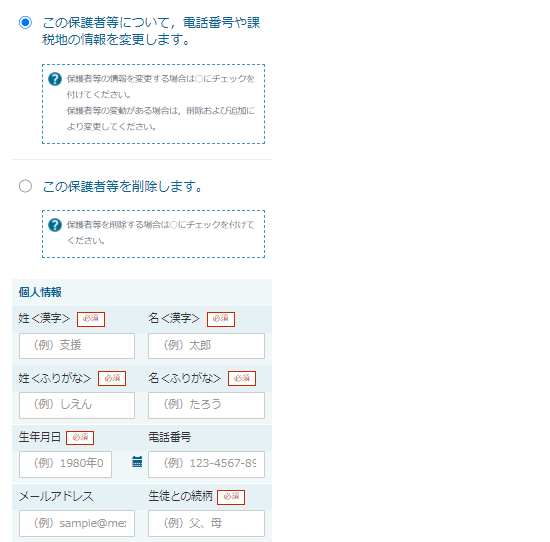 この保護者等について，電話番号や課
税地の情報を変更します。
保護者等の情報を変更する場合は○にチェックを
付けてください。
保護者等の変動がある場合は，削除および追加に
より変更してください。
この保護者等を削除します。
保護者等を削除する場合は○にチェックを付けて
ください。
個人情報
姓＜漢字＞ 必須 名＜漢字＞ 必須
（例）支援 （例）太郎
姓＜ふりがな＞ 必須 名＜ふりがな＞ 必須
（例）しえん （例）たろう
生年月日 必須 電話番号
（例）1980年0 （例）123-4567-89
メールアドレス 生徒との続柄 必須
（例）sample@me （例）父、母